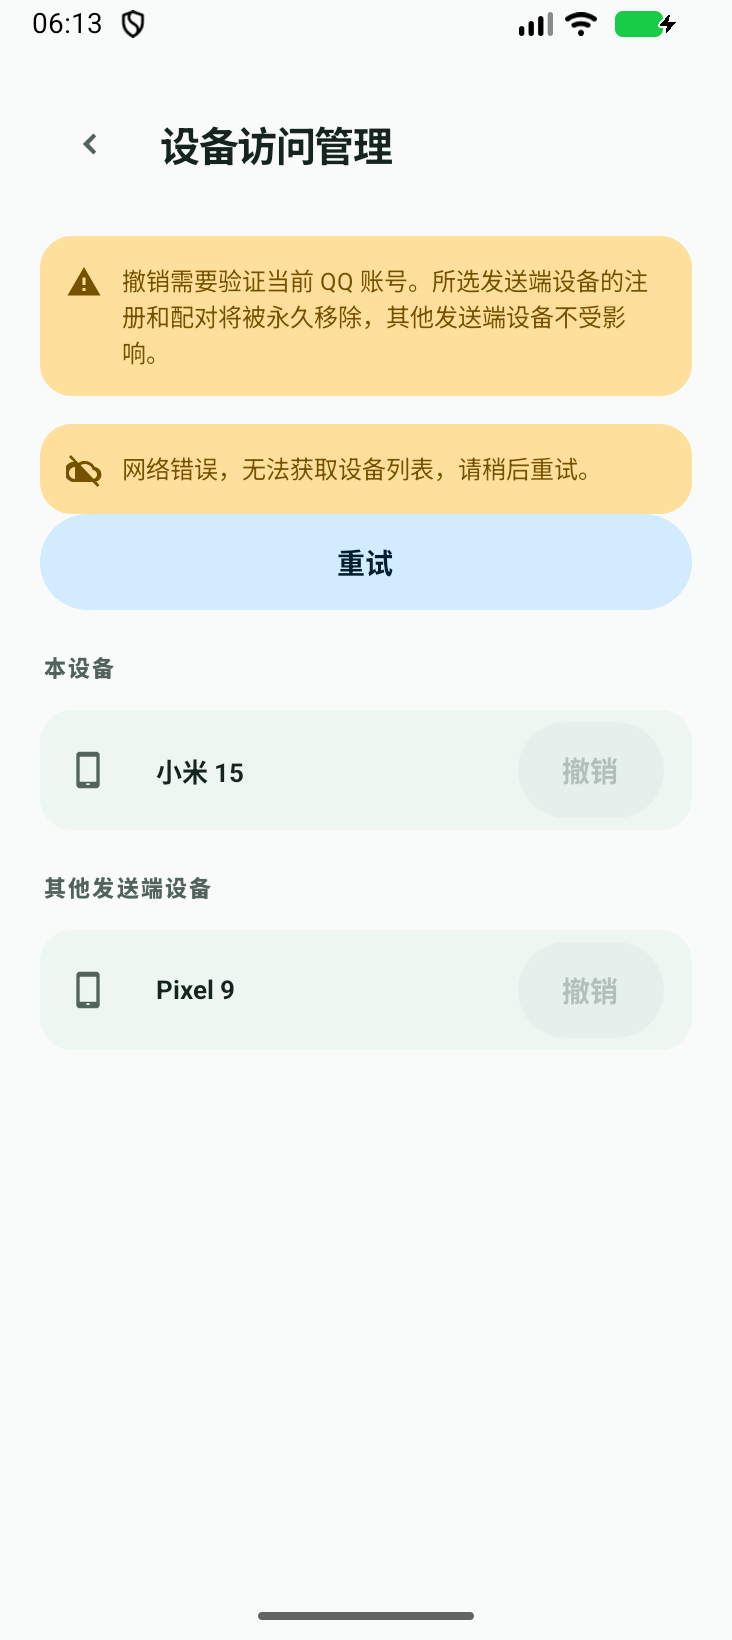 06:13
设备访问管理
撤销需要验证当前 QQ 账号。所选发送端设备的注
册和配对将被永久移除，其他发送端设备不受影
响。
网络错误，无法获取设备列表，请稍后重试。
重试
本设备
小米 15
撤销
其他发送端设备
Pixel 9
撤销